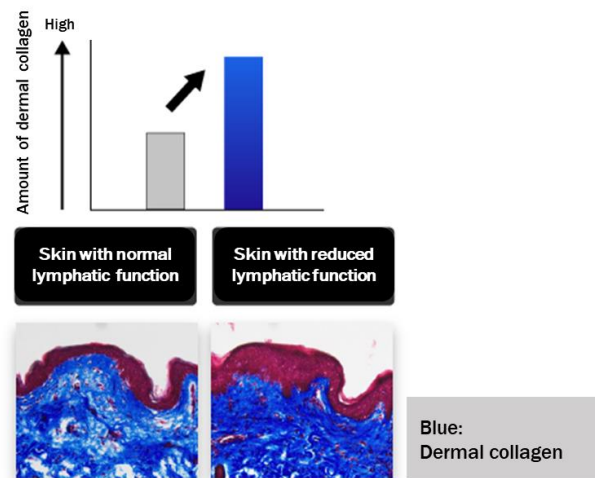 High
Amount of dermal collagen
Skin with normal
lymphatic function
Skin with reduced
lymphatic function
Blue:
Dermal collagen